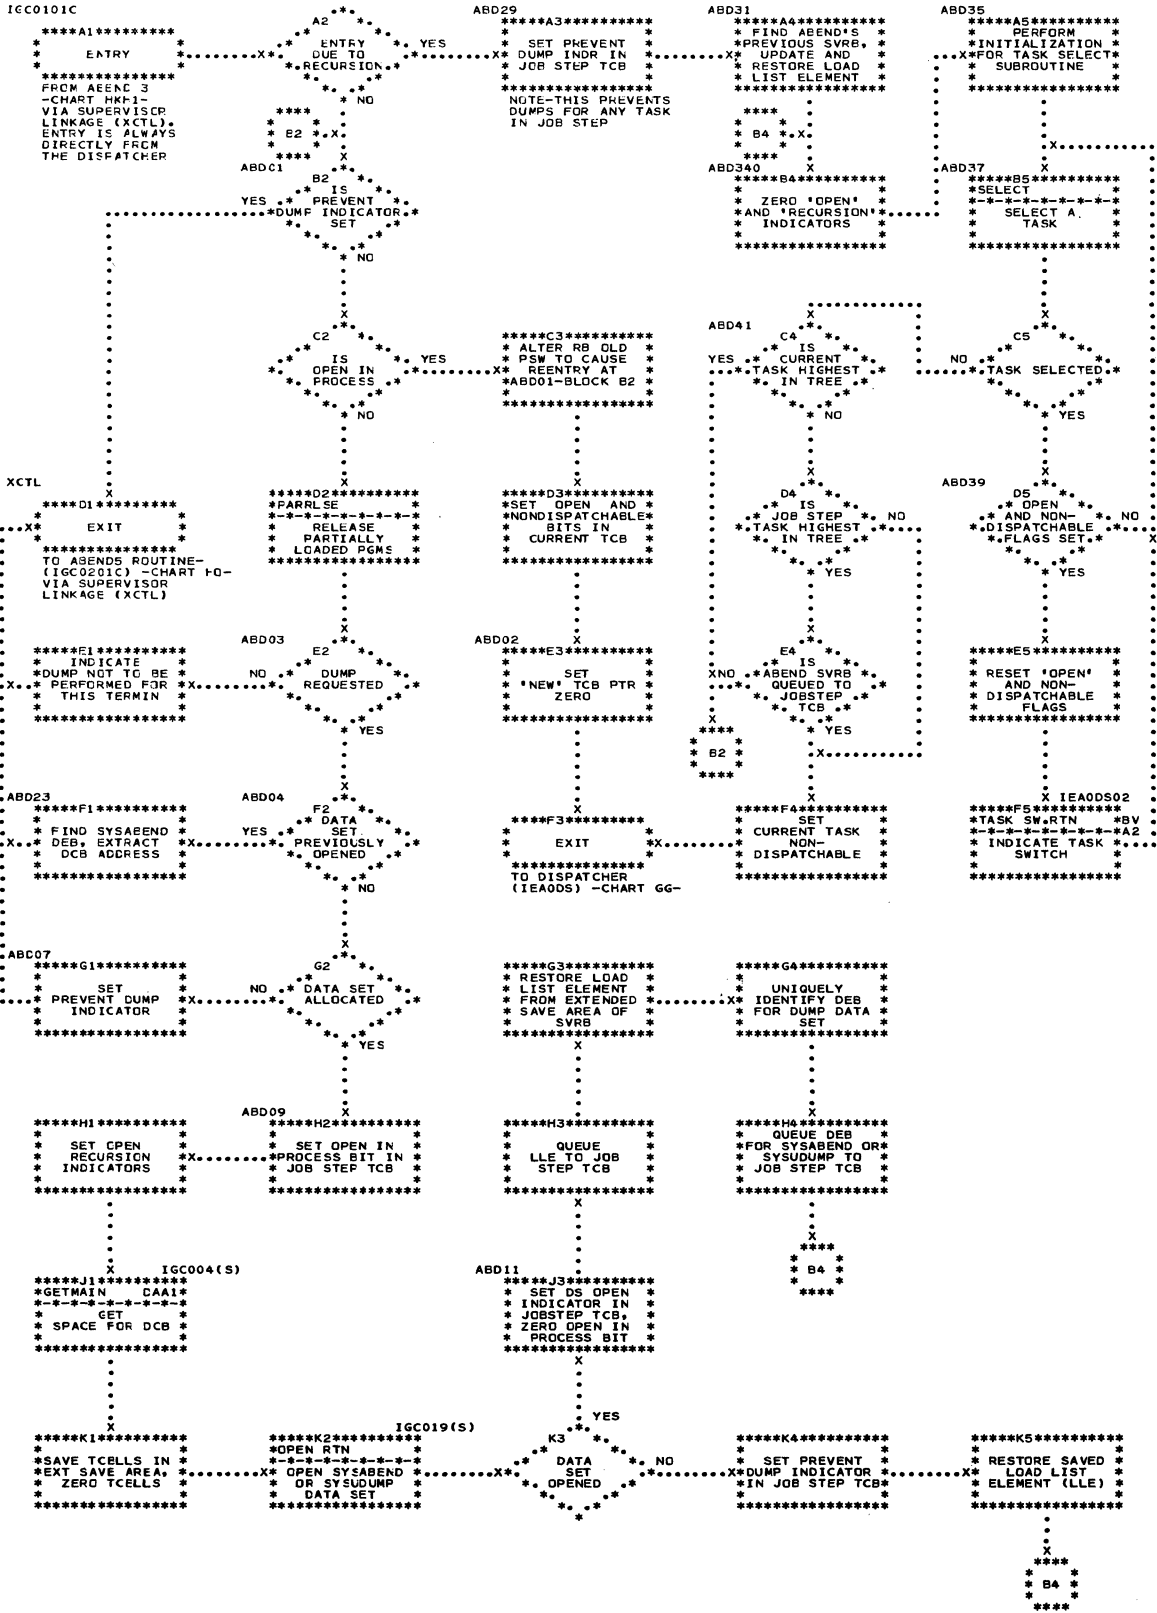 IGC0101C
A1
ENTRY
FROM ABEND 3
-CHART HKH1-
VIA SUPERVISOR
LINKAGE (XCTL).
ENTRY IS ALWAYS
DIRECTLY FROM
THE DISPATCHER
A2
ENTRY
DUE TO
RECURSION
YES
NO
B2
ABD29
A3
SET PREVENT
DUMP INDR IN
JOB STEP TCB
NOTE-THIS PREVENTS
DUMPS FOR ANY TASK
IN JOB STEP
ABD31
A4
FIND ABEND'S
PREVIOUS SVRB,
UPDATE AND
RESTORE LOAD
LIST ELEMENT
B4
ABD35
A5
PERFORM
INITIALIZATION
FOR TASK SELECT
SUBROUTINE
ABD01
B2
IS
PREVENT
DUMP INDICATOR
SET
YES
NO
ABD340
B4
ZERO 'OPEN'
AND 'RECURSION'
INDICATORS
ABD37
B5
SELECT
SELECT A
TASK
C2
IS
OPEN IN
PROCESS
YES
NO
C3
ALTER RB OLD
PSW TO CAUSE
REENTRY AT
ABD01-BLOCK B2
ABD41
C4
IS
CURRENT
TASK HIGHEST
IN TREE
YES
NO
C5
TASK SELECTED
NO
YES
XCTL
D1
EXIT
TO ABEND5 ROUTINE-
(IGC0201C) -CHART HQ-
VIA SUPERVISOR
LINKAGE (XCTL)
D2
PARRLSE
RELEASE
PARTIALLY
LOADED PGMS
D3
SET OPEN AND
NONDISPATCHABLE
BITS IN
CURRENT TCB
D4
IS
JOB STEP
TASK HIGHEST
IN TREE
NO
YES
ABD39
D5
OPEN
AND NON-
DISPATCHABLE
FLAGS SET
NO
YES
E1
INDICATE
DUMP NOT TO BE
PERFORMED FOR
THIS TERMIN
ABD03
E2
DUMP
REQUESTED
NO
YES
ABD02
E3
SET
'NEW' TCB PTR
ZERO
E4
IS
ABEND SVRB
QUEUED TO
JOBSTEP
TCB
NO
YES
B2
E5
RESET 'OPEN'
AND NON-
DISPATCHABLE
FLAGS
ABD23
F1
FIND SYSABEND
DEB, EXTRACT
DCB ADDRESS
ABD04
F2
DATA
SET
PREVIOUSLY
OPENED
YES
NO
F3
EXIT
TO DISPATCHER
(IEA0DS) -CHART GG-
F4
SET
CURRENT TASK
NON-
DISPATCHABLE
IEA0DS02
F5
TASK SW.RTN BV
A2
INDICATE TASK
SWITCH
ABD07
G1
SET
PREVENT DUMP
INDICATOR
G2
DATA SET
ALLOCATED
NO
YES
G3
RESTORE LOAD
LIST ELEMENT
FROM EXTENDED
SAVE AREA OF
SVRB
G4
UNIQUELY
IDENTIFY DEB
FOR DUMP DATA
SET
H1
SET OPEN
RECURSION
INDICATORS
ABD09
H2
SET OPEN IN
PROCESS BIT IN
JOB STEP TCB
H3
QUEUE
LLE TO JOB
STEP TCB
H4
QUEUE DEB
FOR SYSABEND OR
SYSUDUMP TO
JOB STEP TCB
B4
IGC004(S)
J1
GETMAIN CAA1
GET
SPACE FOR DCB
ABD11
J3
SET DS OPEN
INDICATOR IN
JOBSTEP TCB,
ZERO OPEN IN
PROCESS BIT
K1
SAVE TCELLS IN
EXT SAVE AREA,
ZERO TCELLS
IGC019(S)
K2
OPEN RTN
OPEN SYSABEND
OR SYSUDUMP
DATA SET
K3
DATA
SET
OPENED
YES
NO
K4
SET PREVENT
DUMP INDICATOR
IN JOB STEP TCB
K5
RESTORE SAVED
LOAD LIST
ELEMENT (LLE)
B4